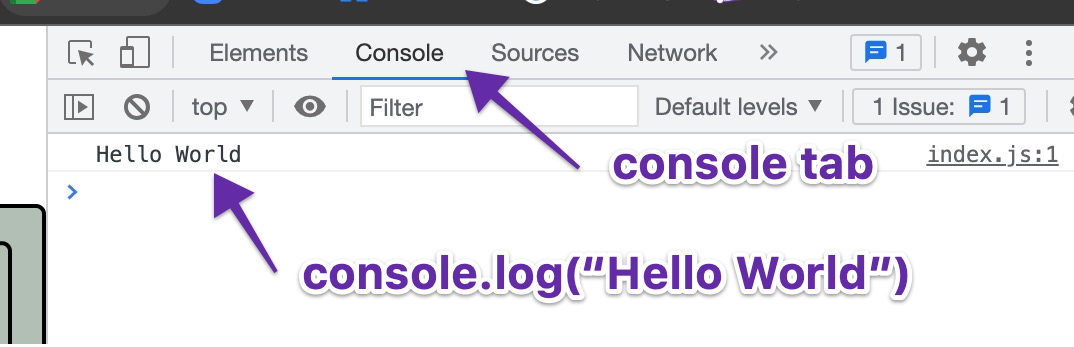 Elements Console Sources Network » 1
top ▼ Filter Default levels ▼ 1 Issue: 1
Hello World index.js:1
console tab
>
console.log(“Hello World”)